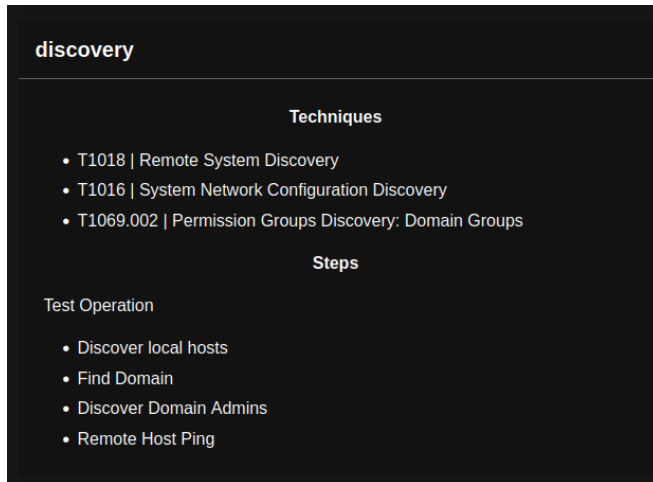 discovery
Techniques
• T1018 | Remote System Discovery
• T1016 | System Network Configuration Discovery
• T1069.002 | Permission Groups Discovery: Domain Groups
Steps
Test Operation
• Discover local hosts
• Find Domain
• Discover Domain Admins
• Remote Host Ping